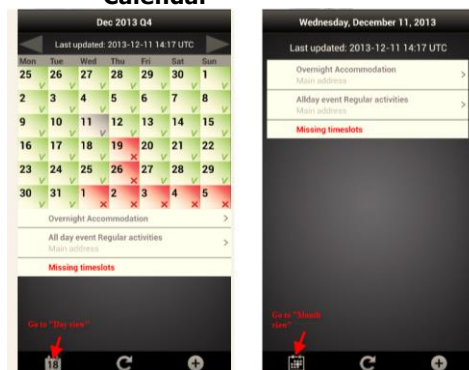 Calendar
Dec 2013 Q4
Last updated: 2013-12-11 14:17 UTC
Mon Tue Wed Thu Fri Sat Sun
25 26 27 28 29 30 1
2 3 4 5 6 7 8
9 10 11 12 13 14 15
16 17 18 19 20 21 22
23 24 25 26 27 28 29
30 31 1 2 3 4 5
Overnight Accommodation
All day event Regular activities
Main address
Missing timeslots
Go to "Day view"
18
Wednesday, December 11, 2013
Last updated: 2013-12-11 14:17 UTC
Overnight Accommodation
Main address
Allday event Regular activities
Main address
Missing timeslots
Go to "Month
view"